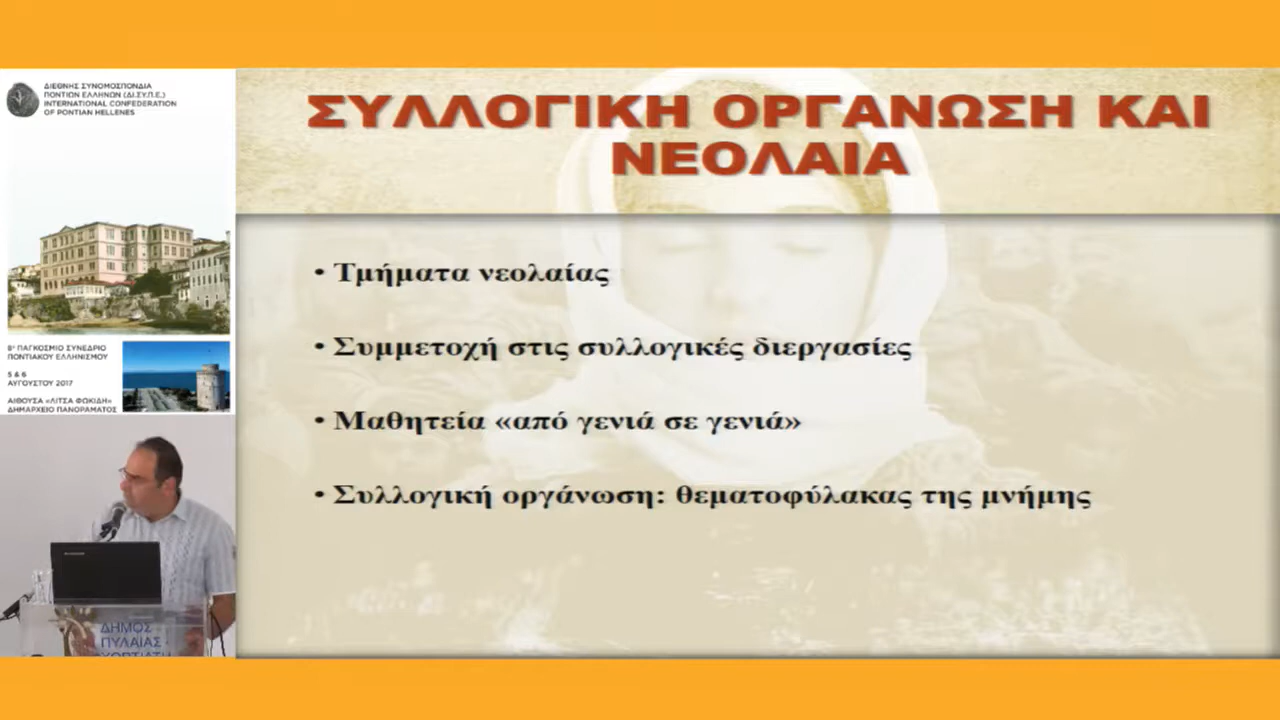 ΔΙΕΘΝΗΣ ΣΥΝΟΜΟΣΠΟΝΔΙΑ
ΠΟΝΤΙΩΝ ΕΛΛΗΝΩΝ (ΔΙ.ΣΥ.Π.Ε.)
INTERNATIONAL CONFEDERATION
OF PONTIAN HELLENES
8ο ΠΑΓΚΟΣΜΙΟ ΣΥΝΕΔΡΙΟ
ΠΟΝΤΙΑΚΟΥ ΕΛΛΗΝΙΣΜΟΥ
5 & 6
ΑΥΓΟΥΣΤΟΥ 2017
ΑΙΘΟΥΣΑ «ΛΙΤΣΑ ΦΩΚΙΔΗ»
ΔΗΜΑΡΧΕΙΟ ΠΑΝΟΡΑΜΑΤΟΣ
ΔΗΜΟΣ
ΠΥΛΑΙΑΣ -
ΧΟΡΤΙΑΤΗ
ΣΥΛΛΟΓΙΚΗ ΟΡΓΑΝΩΣΗ ΚΑΙ
ΝΕΟΛΑΙΑ
• Τμήματα νεολαίας
• Συμμετοχή στις συλλογικές διεργασίες
• Μαθητεία «από γενιά σε γενιά»
• Συλλογική οργάνωση: θεματοφύλακας της μνήμης